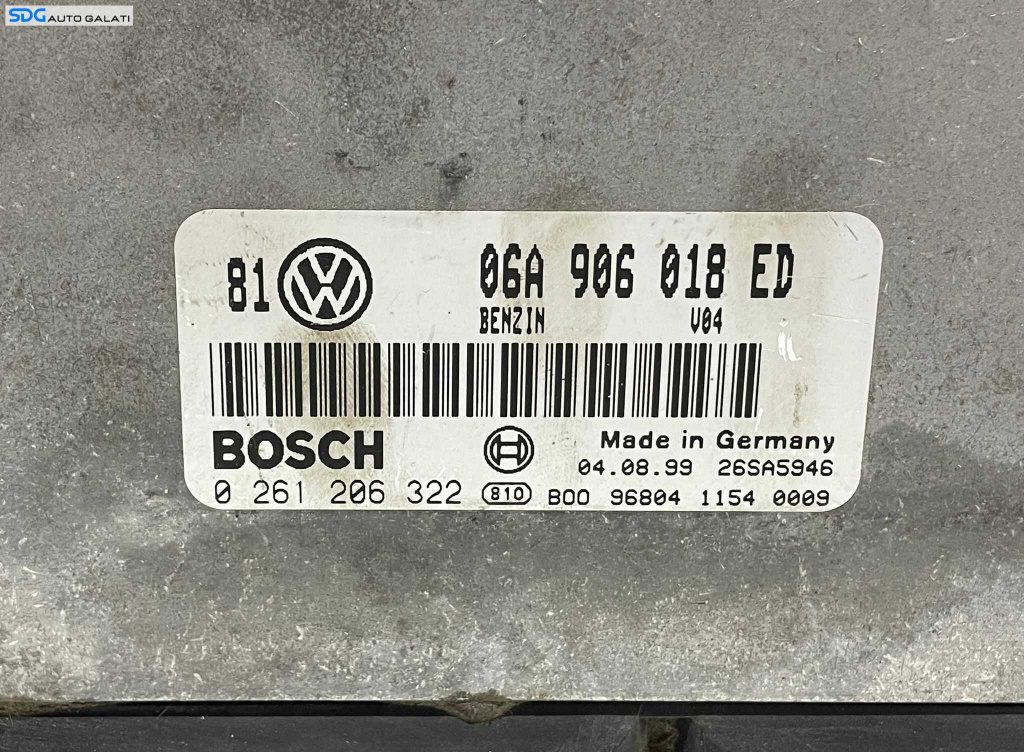 SDG AUTO GALATI
81 06A 906 018 ED
BENZIN V04
BOSCH Made in Germany
04.08.99 26SA5946
0 261 206 322 810 B00 96804 1154 0009